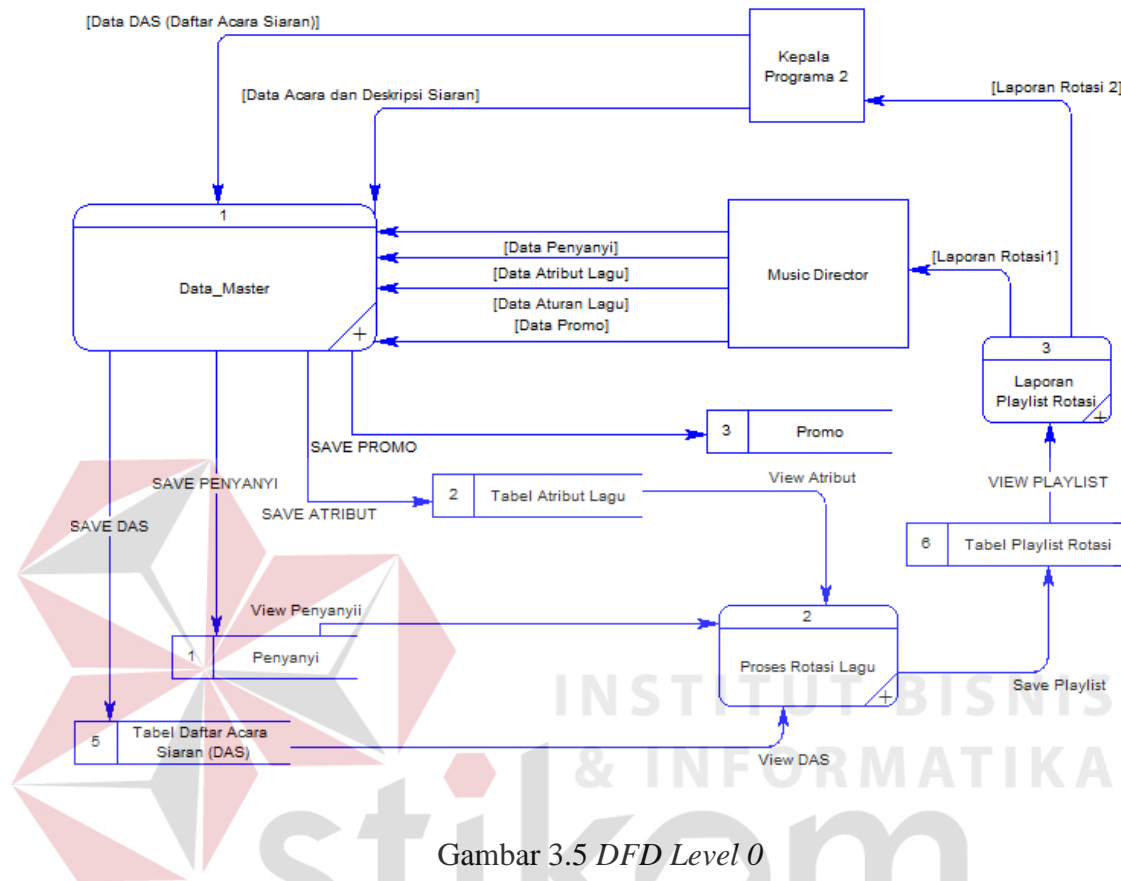 [Data DAS (Daftar Acara Siaran)]
Kepala
Programa 2
[Data Acara dan Deskripsi Siaran]
[Laporan Rotasi 2]
1
Data_Master
[Data Penyanyi]
[Data Atribut Lagu]
[Data Aturan Lagu]
[Data Promo]
Music Director
[Laporan Rotasi1]
3
Laporan
Playlist Rotasi
3
Promo
SAVE PROMO
SAVE PENYANYI
SAVE ATRIBUT
SAVE DAS
2
Tabel Atribut Lagu
View Atribut
VIEW PLAYLIST
6
Tabel Playlist Rotasi
View Penyanyii
1
Penyanyi
2
Proses Rotasi Lagu
Save Playlist
5
Tabel Daftar Acara
Siaran (DAS)
View DAS
INSTITUT BISNIS
& INFORMATIKA
stikom
Gambar 3.5 DFD Level 0